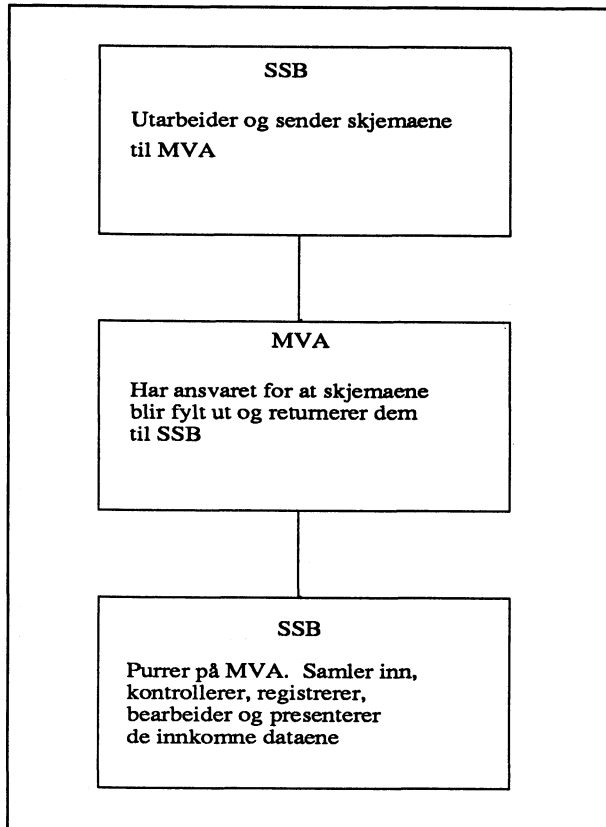 SSB
Utarbeider og sender skjemaene
til MVA
MVA
Har ansvaret for at skjemaene
blir fylt ut og returnerer dem
til SSB
SSB
Purrer på MVA. Samler inn,
kontrollerer, registrerer,
bearbeider og presenterer
de innkomne dataene